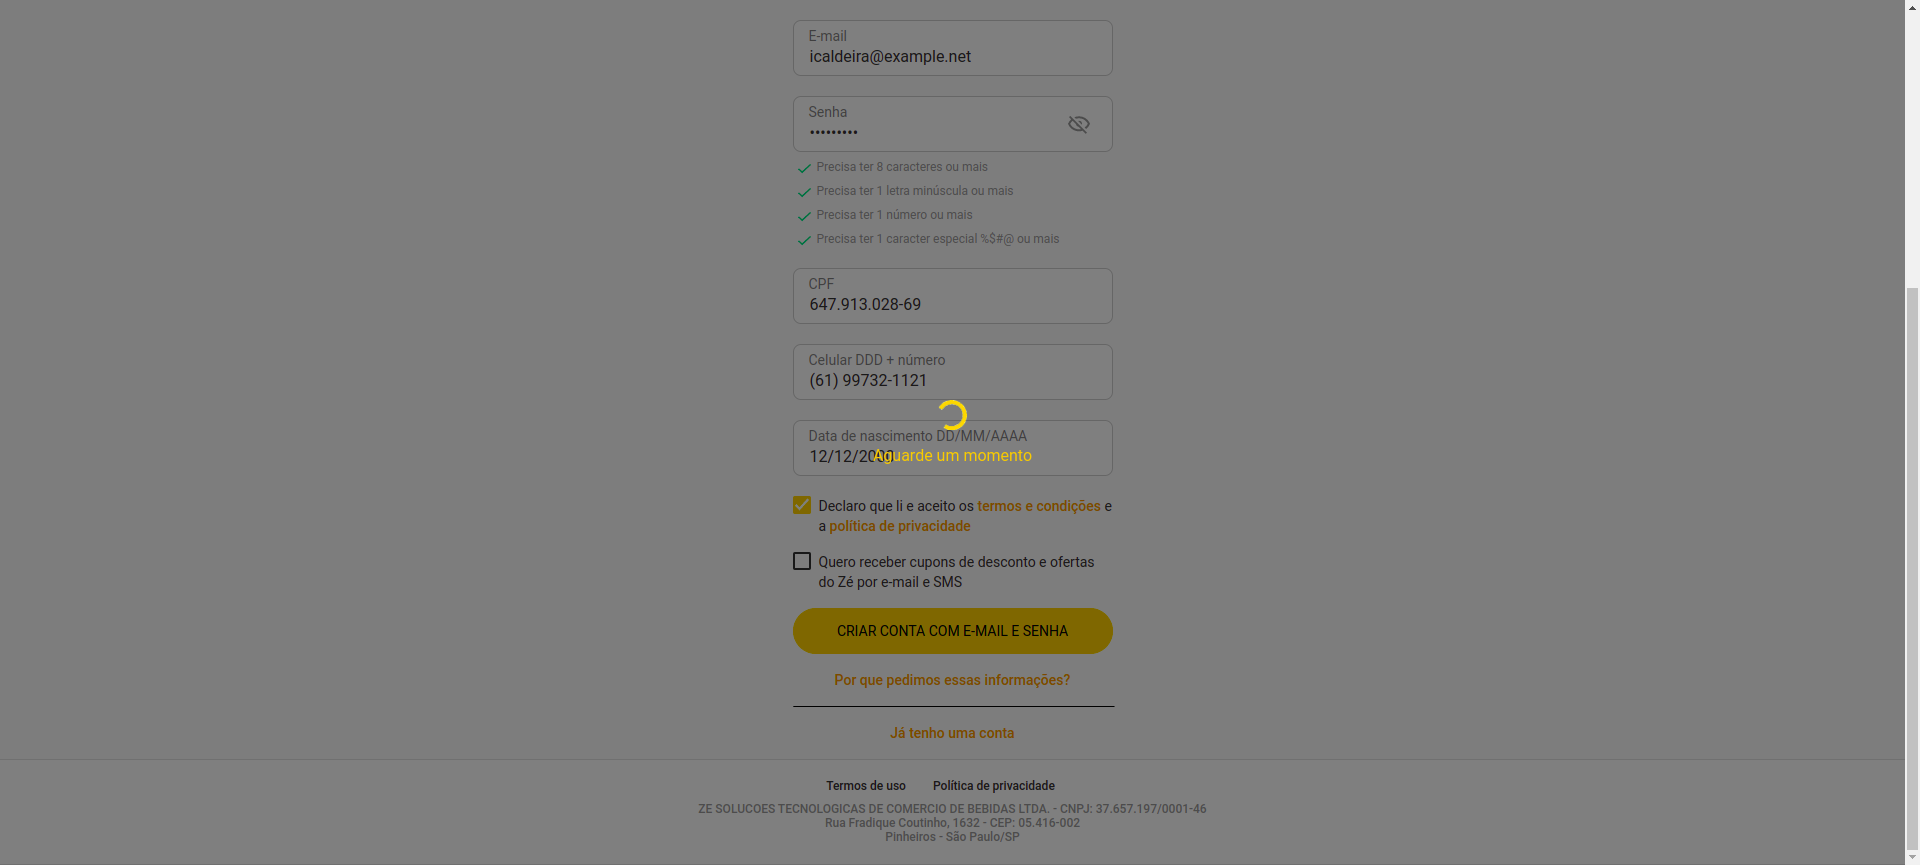 E-mail
icaldeira@example.net
Senha
•••••••••
Precisa ter 8 caracteres ou mais
Precisa ter 1 letra minúscula ou mais
Precisa ter 1 número ou mais
Precisa ter 1 caracter especial %$#@ ou mais
CPF
647.913.028-69
Celular DDD + número
(61) 99732-1121
Data de nascimento DD/MM/AAAA
12/12/2
Aguarde um momento
Declaro que li e aceito os termos e condições e
a política de privacidade
Quero receber cupons de desconto e ofertas
do Zé por e-mail e SMS
CRIAR CONTA COM E-MAIL E SENHA
Por que pedimos essas informações?
Já tenho uma conta
Termos de uso Política de privacidade
ZE SOLUCOES TECNOLOGICAS DE COMERCIO DE BEBIDAS LTDA. - CNPJ: 37.657.197/0001-46
Rua Fradique Coutinho, 1632 - CEP: 05.416-002
Pinheiros - São Paulo/SP